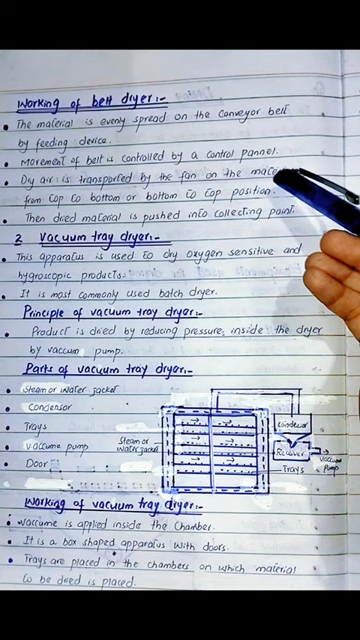 Working of belt dryer:-
The material is evenly spread on the conveyor belt
by feeding device.
Movement of belt is controlled by a control pannel.
Dry air is transported by the fan on the
from top to bottom or bottom to top position.
Then dried material is pushed into collecting point.
2 Vacuum tray dryer:-
This apparatus is used to dry oxygen sensitive and
hygroscopic products.
It is most commonly used batch dryer.
Principle of vacuum tray dryer:-
Product is dried by reducing pressure inside the dryer
by vaccum pump.
Parts of vacuum tray dryer:-
Steam or water jacket
Condensor
Trays
Vaccume pump
Door
Steam or
water jacket
Condensor
Reciever
Trays
Vaccume
Pump
Working of vacuum tray dryer:-
Vaccume is applied inside the Chamber.
It is a box shaped apparatus with doors.
Trays are placed in the chambers on which material
to be dried is placed.